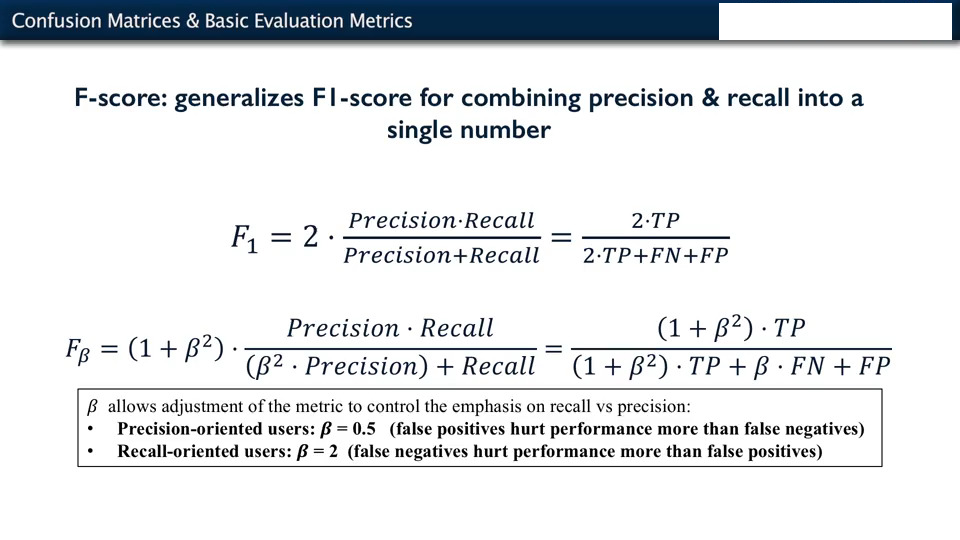 Confusion Matrices & Basic Evaluation Metrics
F-score: generalizes F1-score for combining precision & recall into a
single number
F₁ = 2 · (Precision·Recall)/(Precision+Recall) = (2·TP)/(2·TP+FN+FP)
F_β = (1 + β²) · (Precision · Recall)/((β² · Precision) + Recall) = ((1 + β²) · TP)/((1 + β²) · TP + β · FN + FP)
β allows adjustment of the metric to control the emphasis on recall vs precision:
• Precision-oriented users: β = 0.5 (false positives hurt performance more than false negatives)
• Recall-oriented users: β = 2 (false negatives hurt performance more than false positives)